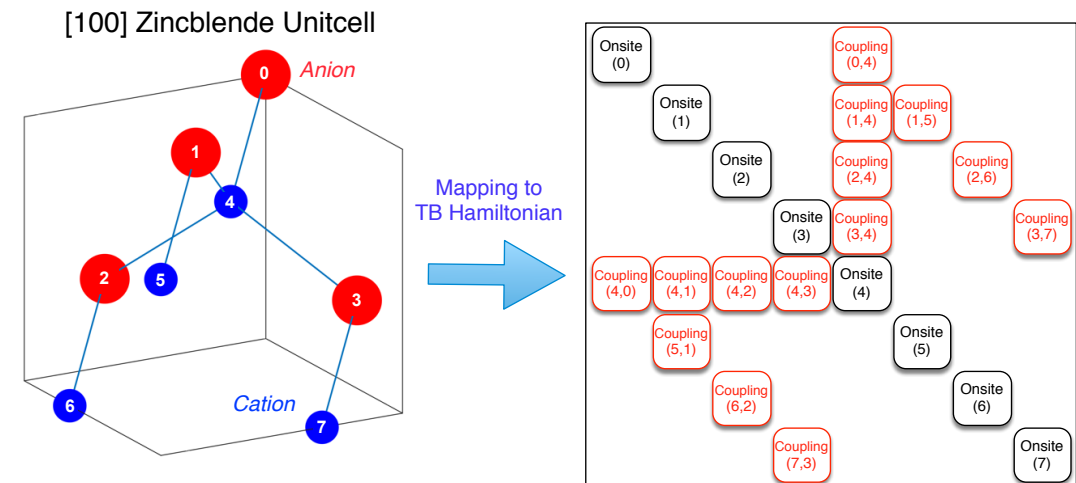 [100] Zincblende Unitcell
0
Anion
1
4
2
5
3
6
Cation
7
Mapping to
TB Hamiltonian
Onsite
(0)
Coupling
(0,4)
Onsite
(1)
Coupling
(1,4)
Coupling
(1,5)
Onsite
(2)
Coupling
(2,4)
Coupling
(2,6)
Onsite
(3)
Coupling
(3,4)
Coupling
(3,7)
Coupling
(4,0)
Coupling
(4,1)
Coupling
(4,2)
Coupling
(4,3)
Onsite
(4)
Coupling
(5,1)
Onsite
(5)
Coupling
(6,2)
Onsite
(6)
Coupling
(7,3)
Onsite
(7)